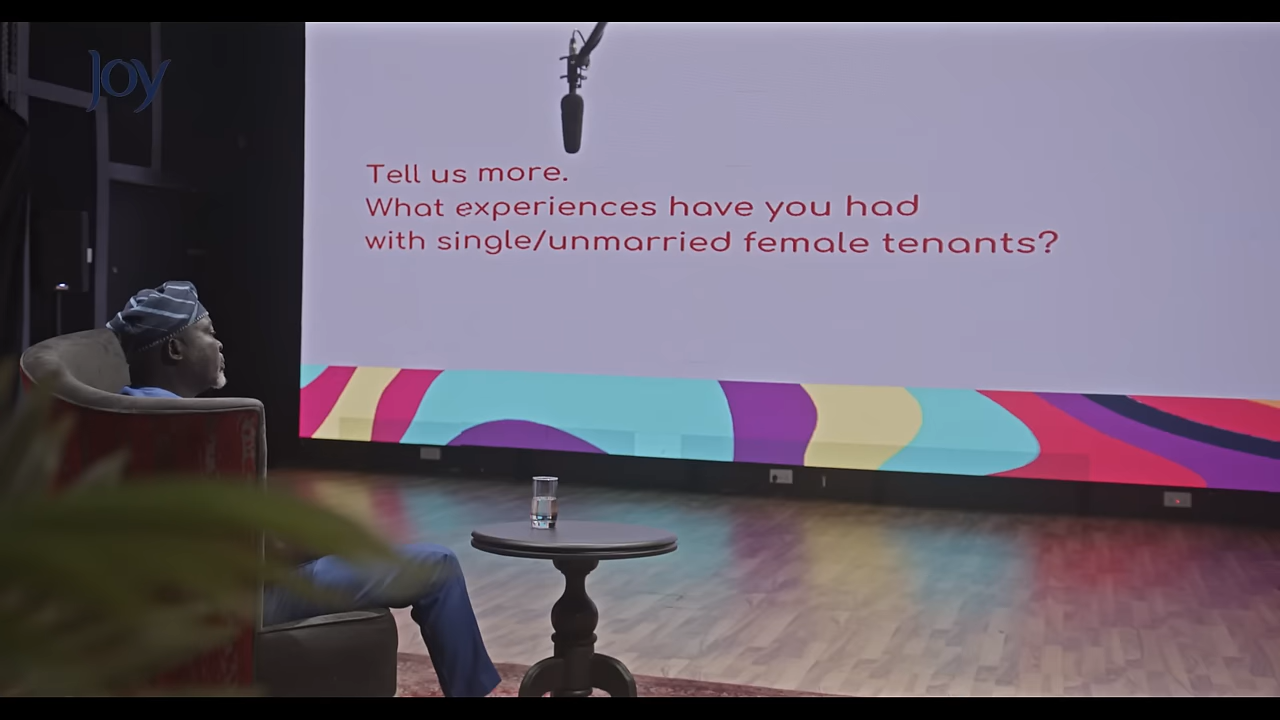 Joy
Tell us more.
What experiences have you had
with single/unmarried female tenants?